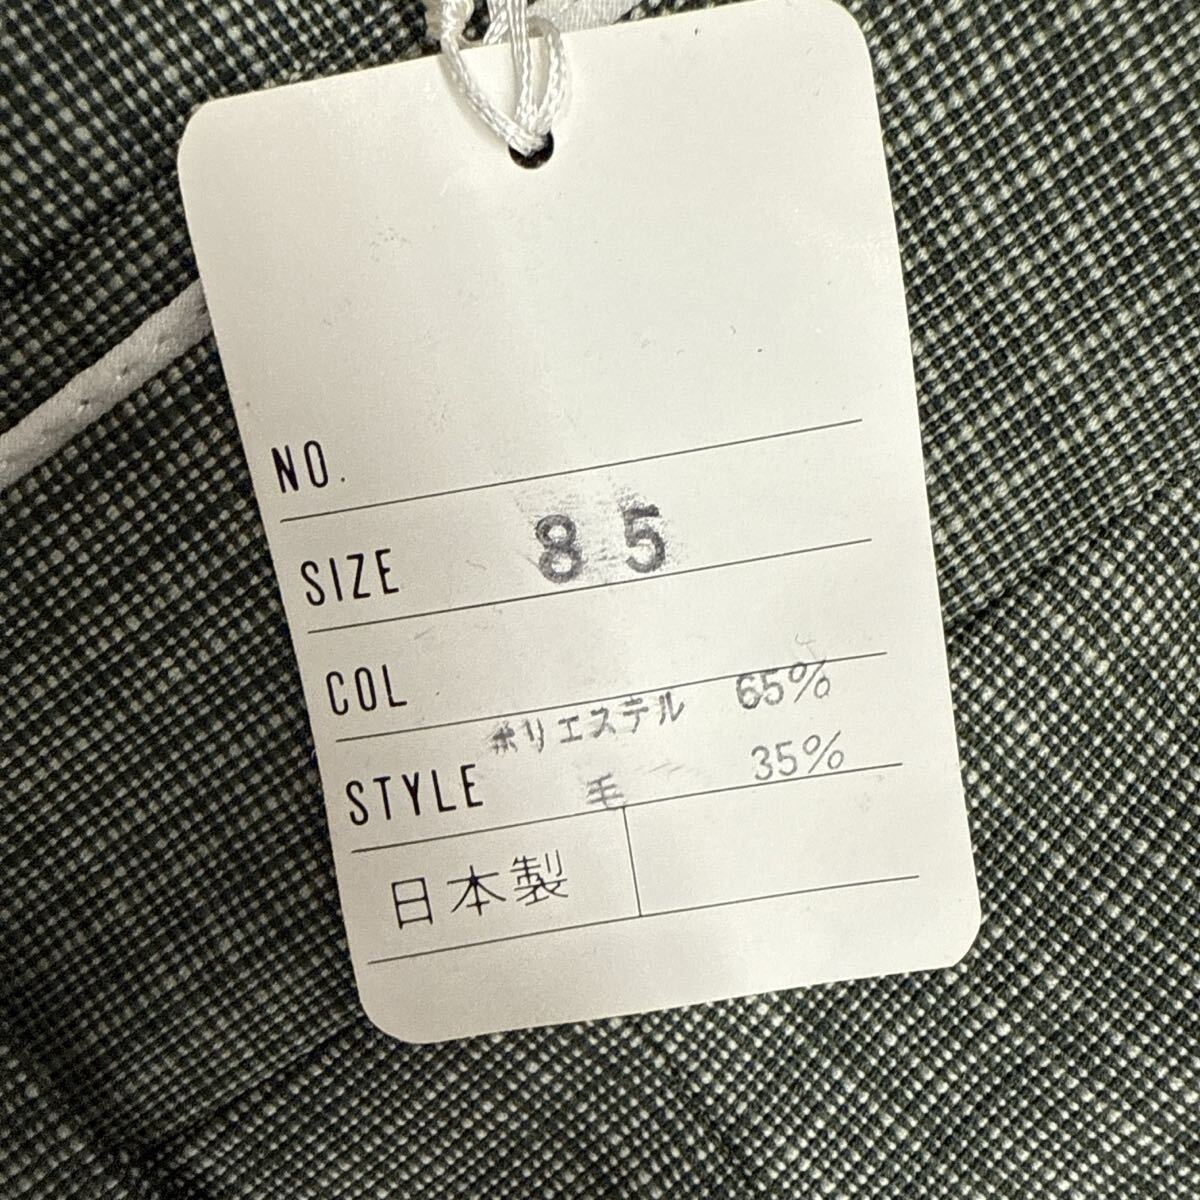 NO.
SIZE 85
COL
ポリエステル 65%
STYLE 毛 35%
日本製